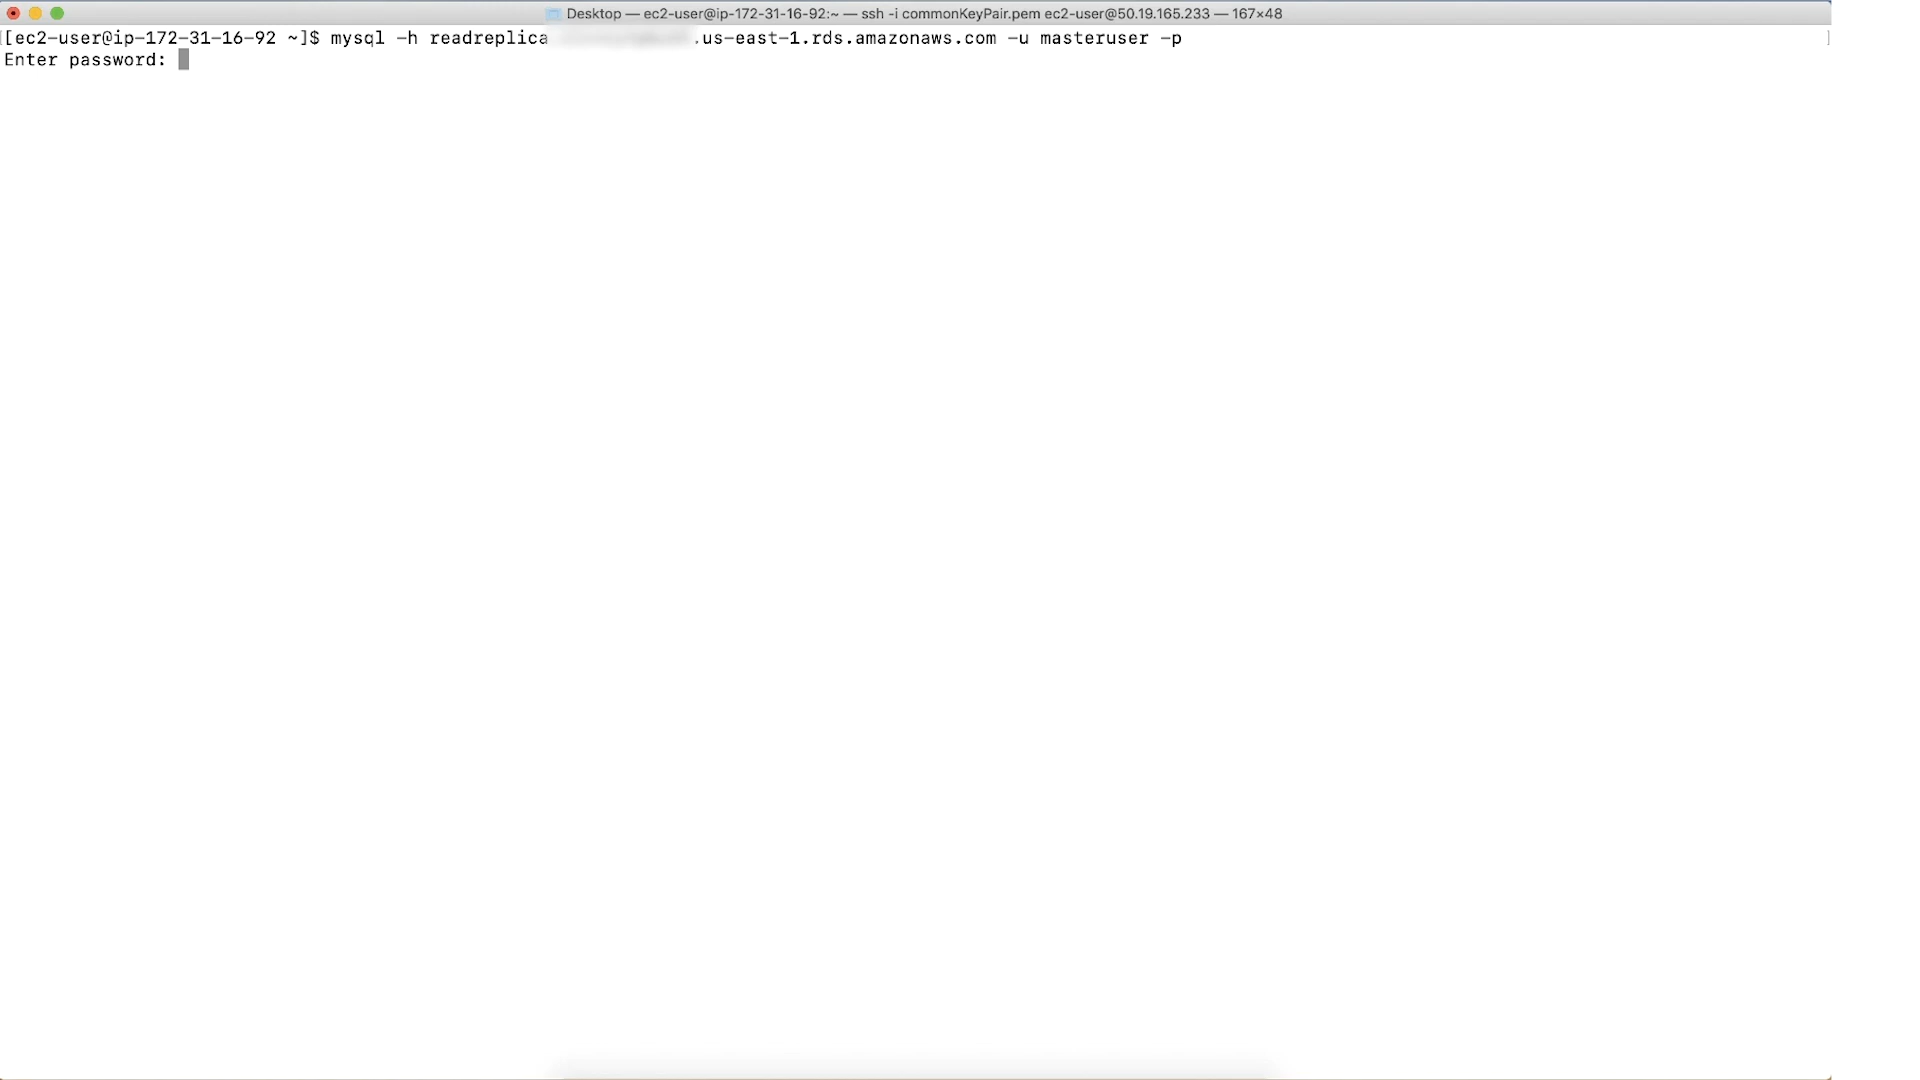 Desktop — ec2-user@ip-172-31-16-92:~ — ssh -i commonKeyPair.pem ec2-user@50.19.165.233 — 167×48
[ec2-user@ip-172-31-16-92 ~]$ mysql -h readreplica .us-east-1.rds.amazonaws.com -u masteruser -p
Enter password: